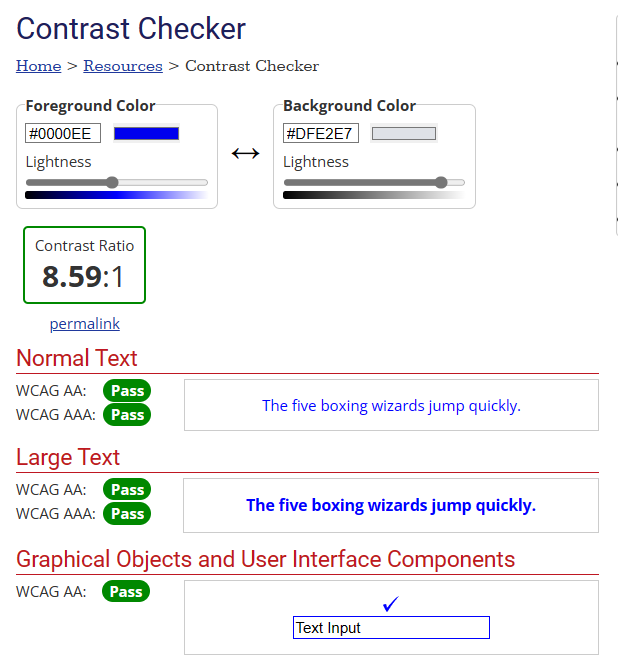 Contrast Checker
Home > Resources > Contrast Checker
Foreground Color
#0000EE
Lightness
Background Color
#DFE2E7
Lightness
Contrast Ratio
8.59:1
permalink
Normal Text
WCAG AA: Pass
WCAG AAA: Pass
The five boxing wizards jump quickly.
Large Text
WCAG AA: Pass
WCAG AAA: Pass
The five boxing wizards jump quickly.
Graphical Objects and User Interface Components
WCAG AA: Pass
Text Input